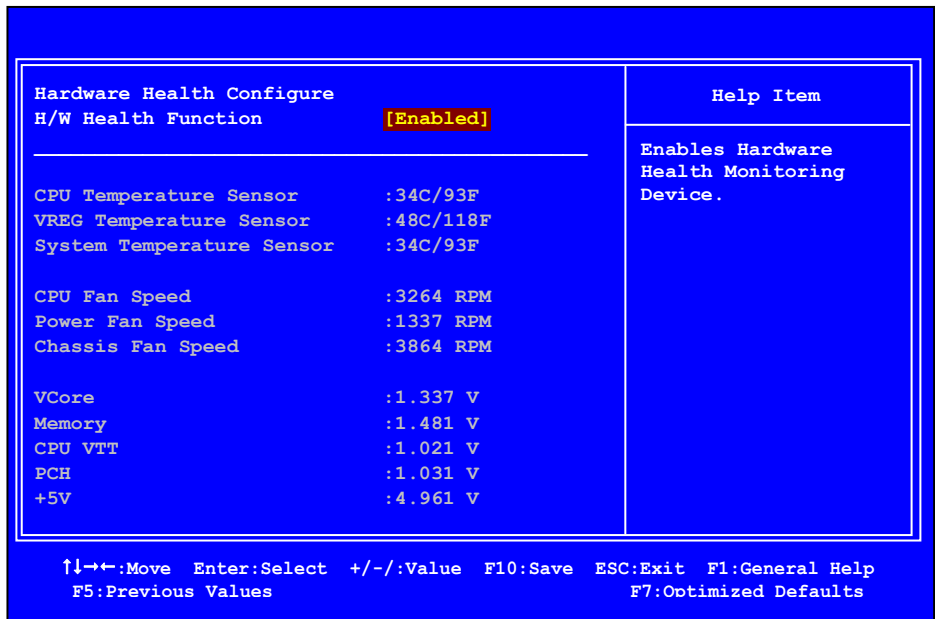 Hardware Health Configure
H/W Health Function [Enabled]
CPU Temperature Sensor :34C/93F
VREG Temperature Sensor :48C/118F
System Temperature Sensor :34C/93F
CPU Fan Speed :3264 RPM
Power Fan Speed :1337 RPM
Chassis Fan Speed :3864 RPM
VCore :1.337 V
Memory :1.481 V
CPU VTT :1.021 V
PCH :1.031 V
+5V :4.961 V
Help Item
Enables Hardware
Health Monitoring
Device.
↑↓→←:Move Enter:Select +/-/:Value F10:Save ESC:Exit F1:General Help
F5:Previous Values F7:Optimized Defaults